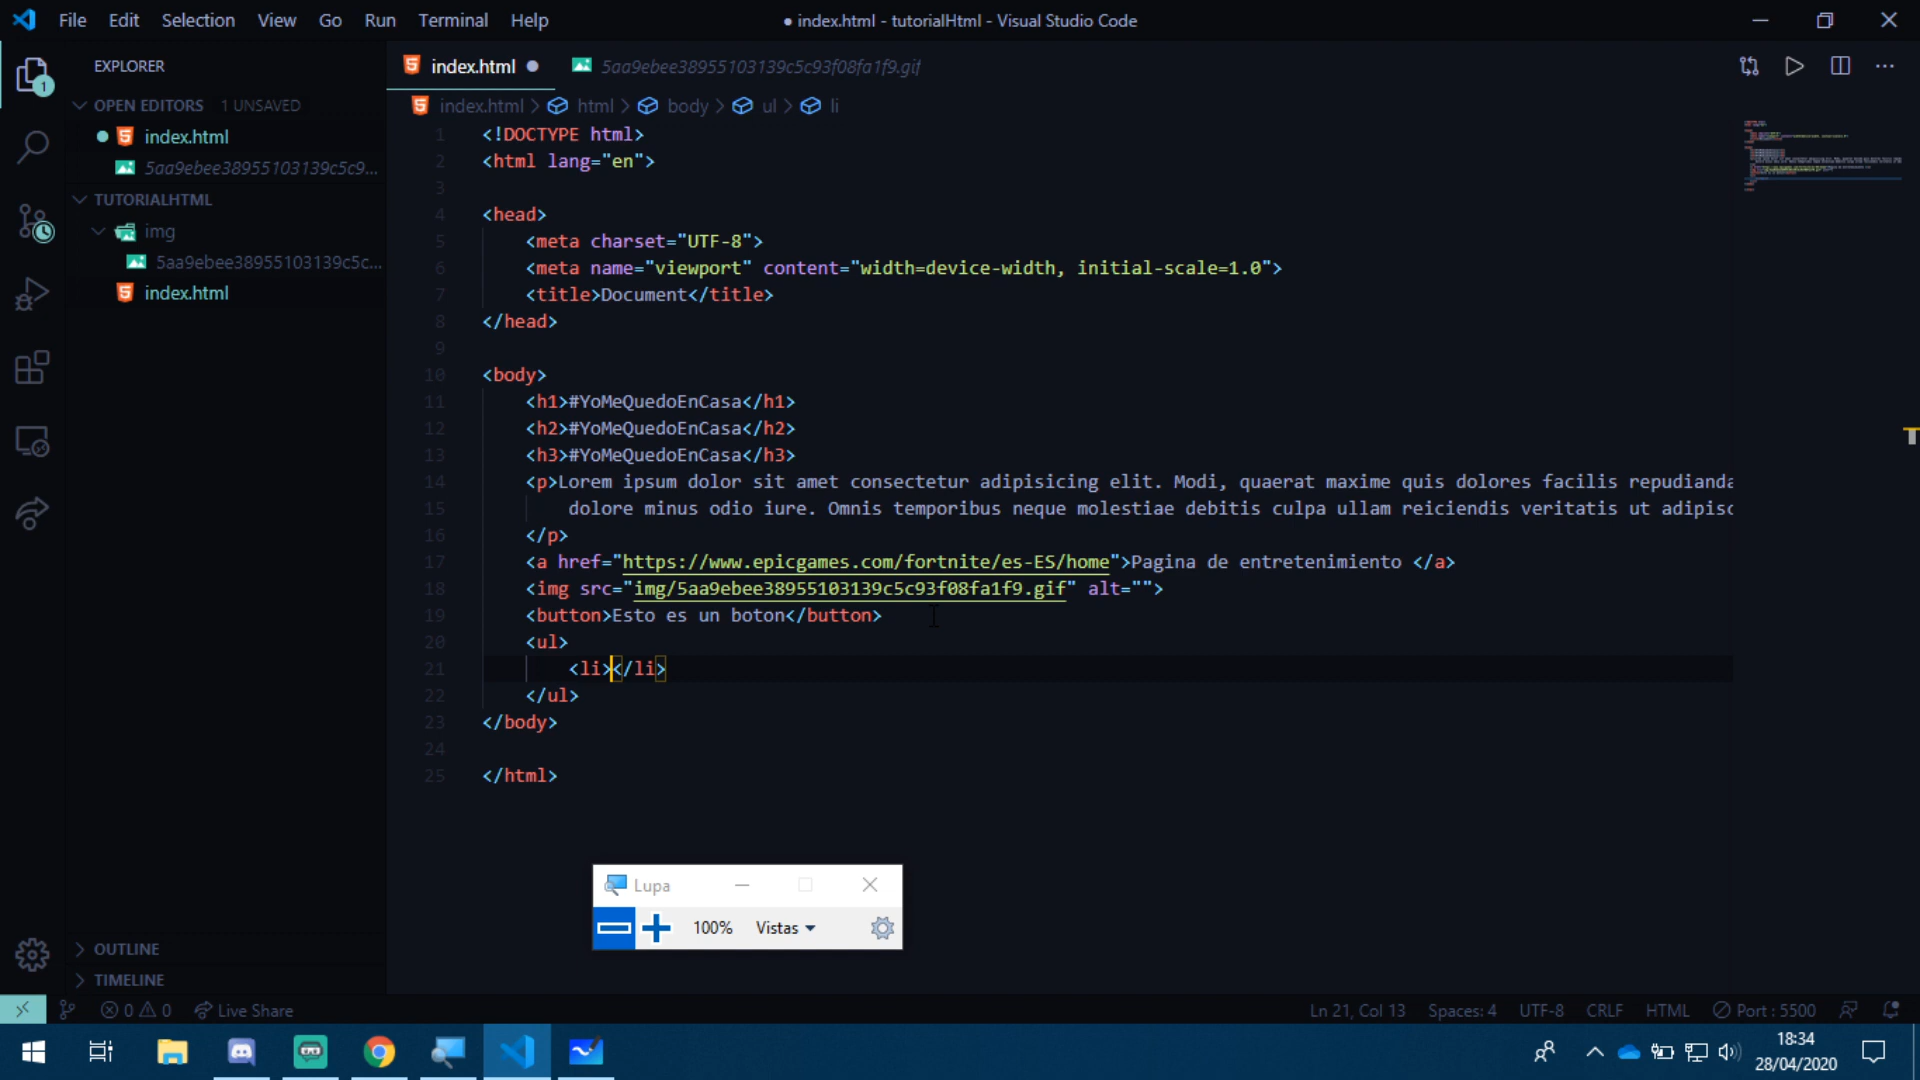 File Edit Selection View Go Run Terminal Help
● index.html - tutorialHtml - Visual Studio Code
EXPLORER
OPEN EDITORS 1 UNSAVED
index.html
5aa9ebee38955103139c5c9...
TUTORIALHTML
img
5aa9ebee38955103139c5c...
index.html
OUTLINE
TIMELINE
index.html
5aa9ebee38955103139c5c93f08fa1f9.gif
index.html > html > body > ul > li
1 <!DOCTYPE html>
2 <html lang="en">
3
4 <head>
5 <meta charset="UTF-8">
6 <meta name="viewport" content="width=device-width, initial-scale=1.0">
7 <title>Document</title>
8 </head>
9
10 <body>
11 <h1>#YoMeQuedoEnCasa</h1>
12 <h2>#YoMeQuedoEnCasa</h2>
13 <h3>#YoMeQuedoEnCasa</h3>
14 <p>Lorem ipsum dolor sit amet consectetur adipisicing elit. Modi, quaerat maxime quis dolores facilis repudianda
15 dolore minus odio iure. Omnis temporibus neque molestiae debitis culpa ullam reiciendis veritatis ut adipisc
16 </p>
17 <a href="https://www.epicgames.com/fortnite/es-ES/home">Pagina de entretenimiento </a>
18 <img src="img/5aa9ebee38955103139c5c93f08fa1f9.gif" alt="">
19 <button>Esto es un boton</button>
20 <ul>
21 <li></li>
22 </ul>
23 </body>
24
25 </html>
Lupa
100% Vistas
0 0 Live Share
Ln 21, Col 13 Spaces: 4 UTF-8 CRLF HTML Port : 5500
18:34
28/04/2020